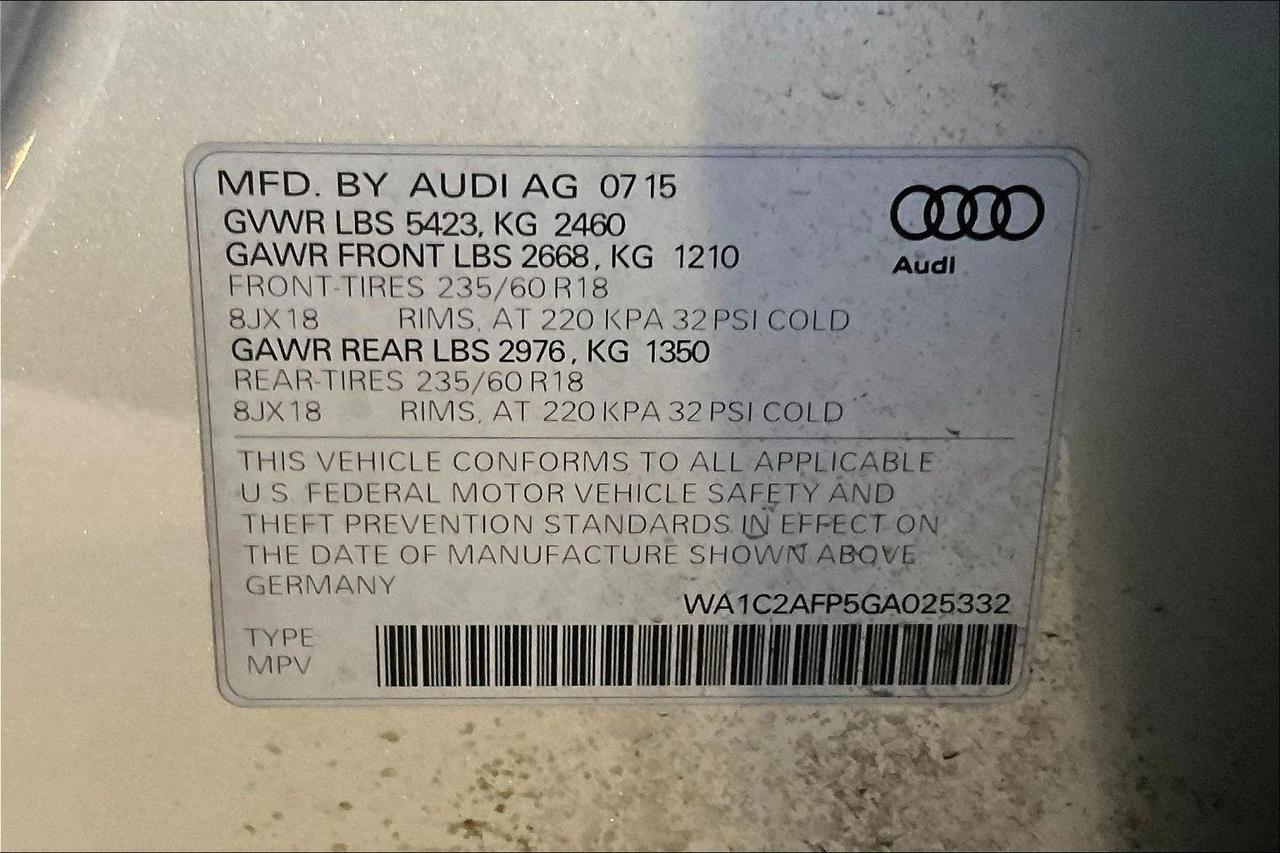 MFD. BY AUDI AG 07 15
GVWR LBS 5423, KG 2460
GAWR FRONT LBS 2668, KG 1210
FRONT-TIRES 235/60 R18
8JX18 RIMS, AT 220 KPA 32 PSI COLD
GAWR REAR LBS 2976, KG 1350
REAR-TIRES 235/60 R18
8JX18 RIMS, AT 220 KPA 32 PSI COLD
Audi
THIS VEHICLE CONFORMS TO ALL APPLICABLE
U S FEDERAL MOTOR VEHICLE SAFETY AND
THEFT PREVENTION STANDARDS IN EFFECT ON
THE DATE OF MANUFACTURE SHOWN ABOVE
GERMANY
WA1C2AFP5GA025332
TYPE
MPV